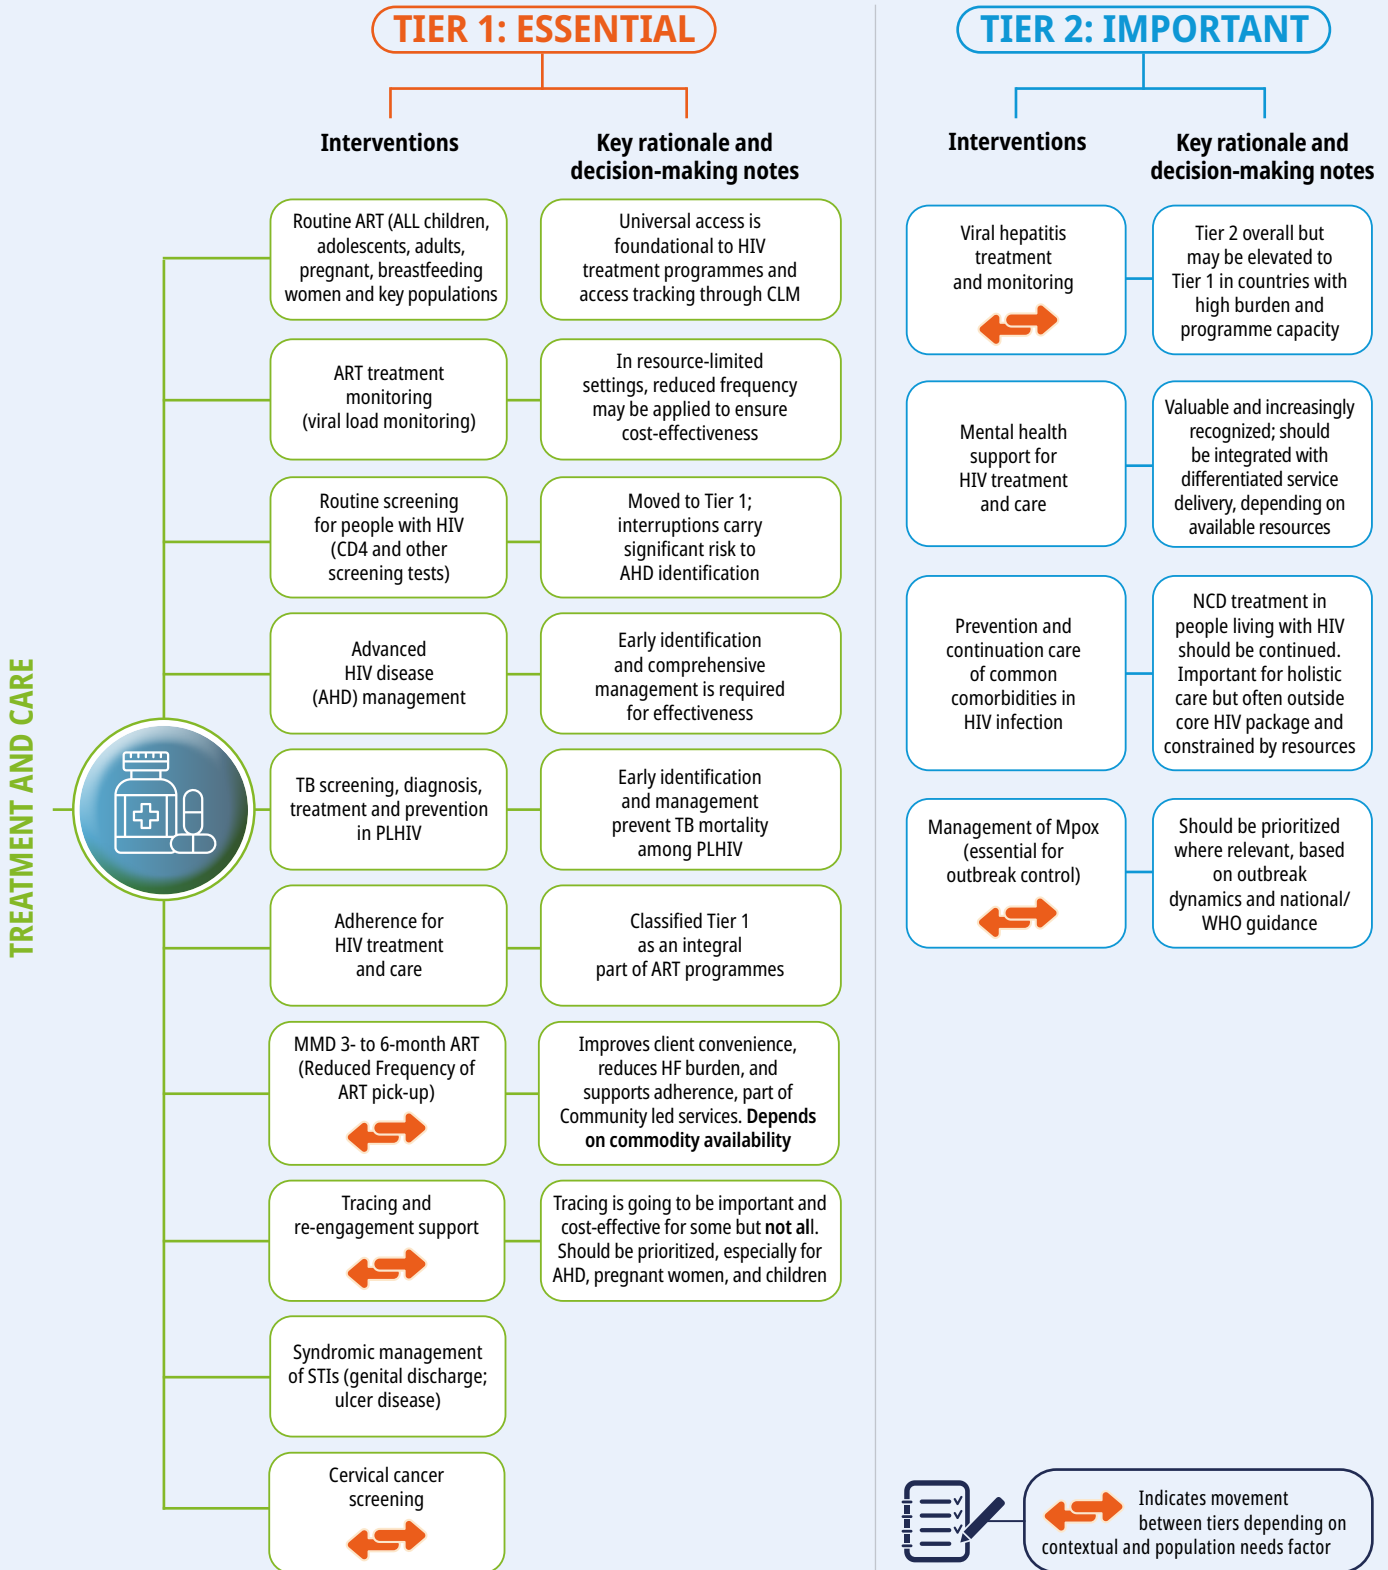 TIER 1: ESSENTIAL
Interventions
Key rationale and
decision-making notes
TREATMENT AND CARE
Routine ART (ALL children,
adolescents, adults,
pregnant, breastfeeding
women and key populations
Universal access is
foundational to HIV
treatment programmes and
access tracking through CLM
ART treatment
monitoring
(viral load monitoring)
In resource-limited
settings, reduced frequency
may be applied to ensure
cost-effectiveness
Routine screening
for people with HIV
(CD4 and other
screening tests)
Moved to Tier 1;
interruptions carry
significant risk to
AHD identification
Advanced
HIV disease
(AHD) management
Early identification
and comprehensive
management is required
for effectiveness
TB screening, diagnosis,
treatment and prevention
in PLHIV
Early identification
and management
prevent TB mortality
among PLHIV
Adherence for
HIV treatment
and care
Classified Tier 1
as an integral
part of ART programmes
MMD 3- to 6-month ART
(Reduced Frequency of
ART pick-up)
Improves client convenience,
reduces HF burden, and
supports adherence, part of
Community led services. Depends
on commodity availability
Tracing and
re-engagement support
Tracing is going to be important and
cost-effective for some but not all.
Should be prioritized, especially for
AHD, pregnant women, and children
Syndromic management
of STIs (genital discharge;
ulcer disease)
Cervical cancer
screening
TIER 2: IMPORTANT
Interventions
Key rationale and
decision-making notes
Viral hepatitis
treatment
and monitoring
Tier 2 overall but
may be elevated to
Tier 1 in countries with
high burden and
programme capacity
Mental health
support for
HIV treatment
and care
Valuable and increasingly
recognized; should
be integrated with
differentiated service
delivery, depending on
available resources
Prevention and
continuation care
of common
comorbidities in
HIV infection
NCD treatment in
people living with HIV
should be continued.
Important for holistic
care but often outside
core HIV package and
constrained by resources
Management of Mpox
(essential for
outbreak control)
Should be prioritized
where relevant, based
on outbreak
dynamics and national/
WHO guidance
Indicates movement
between tiers depending on
contextual and population needs factor